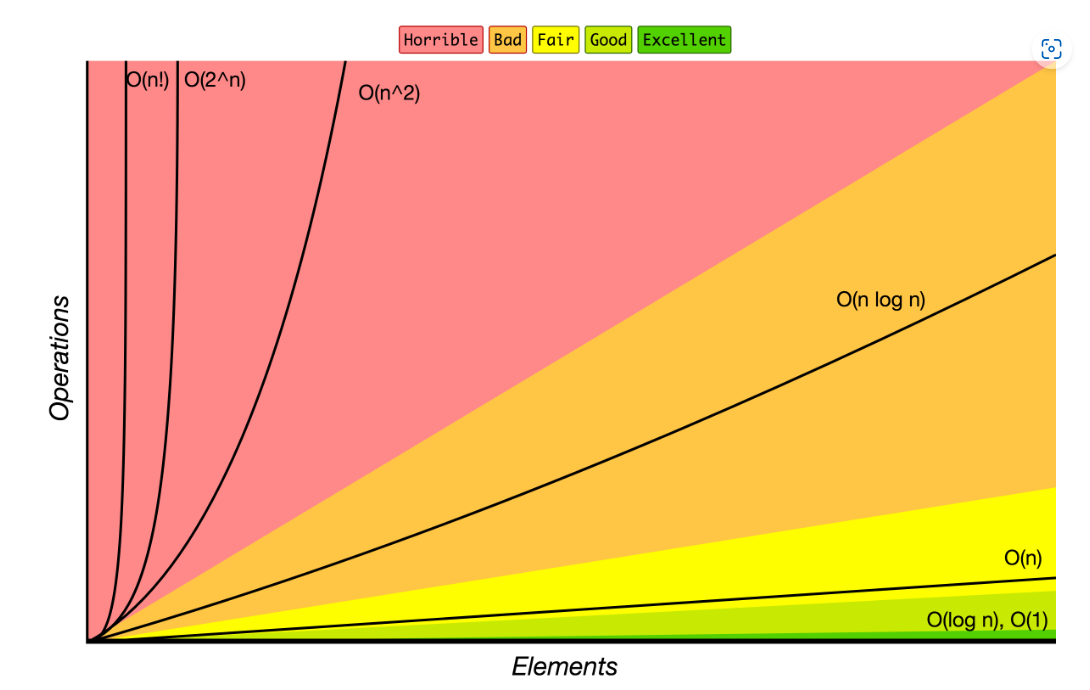 Horrible Bad Fair Good Excellent
O(n!) O(2^n)
O(n^2)
O(n log n)
O(n)
O(log n), O(1)
Operations
Elements